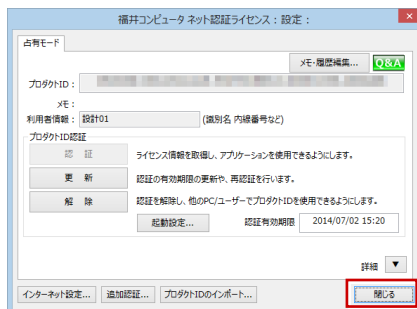 福井コンピュータ ネット認証ライセンス：設定：
占有モード
メモ・履歴編集... Q&A
プロダクトID：
メモ：
利用者情報： 設計01 (識別名 内線番号など)
プロダクトID認証
認 証 ライセンス情報を取得し、アプリケーションを使用できるようにします。
更 新 認証の有効期限の更新や、再認証を行います。
解 除 認証を解除し、他のPC/ユーザーでプロダクトIDを使用できるようにします。
起動設定... 認証有効期限 2014/07/02 15:20
詳細 ▼
インターネット設定... 追加認証... プロダクトIDのインポート... 閉じる